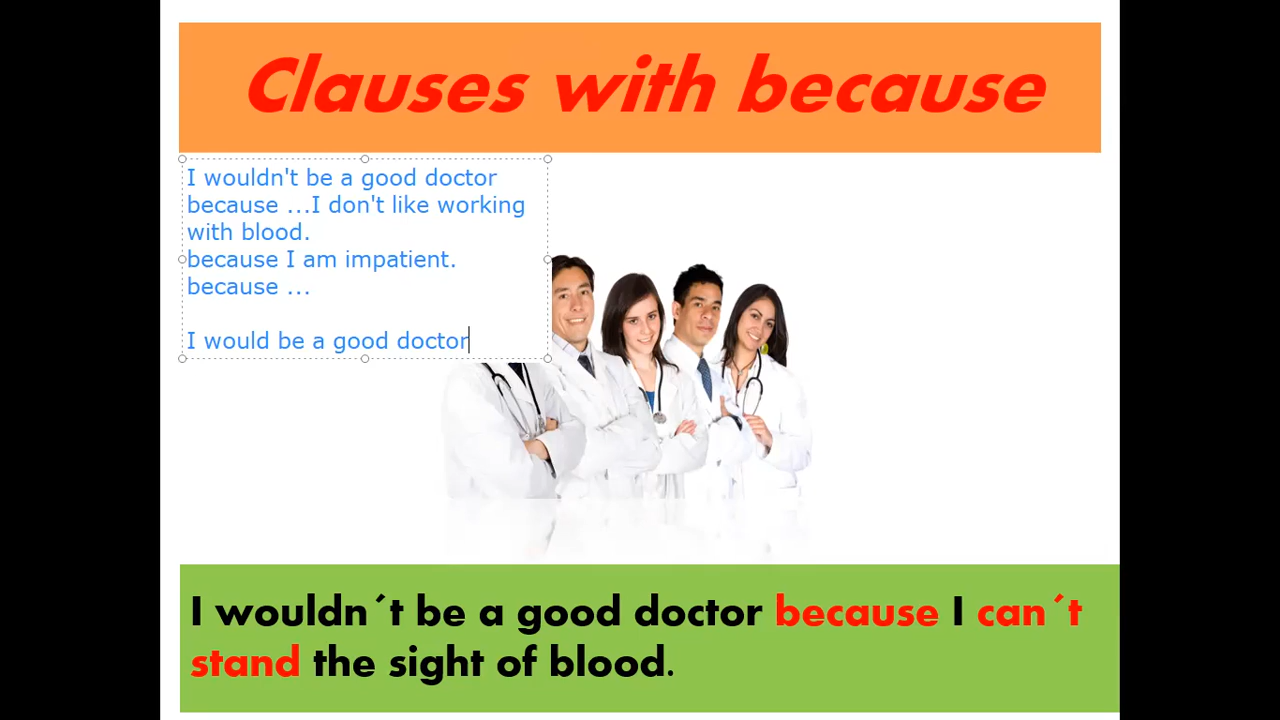 Clauses with because
I wouldn't be a good doctor
because ...I don't like working
with blood.
because I am impatient.
because ...
I would be a good doctor
I wouldn´t be a good doctor because I can´t
stand the sight of blood.